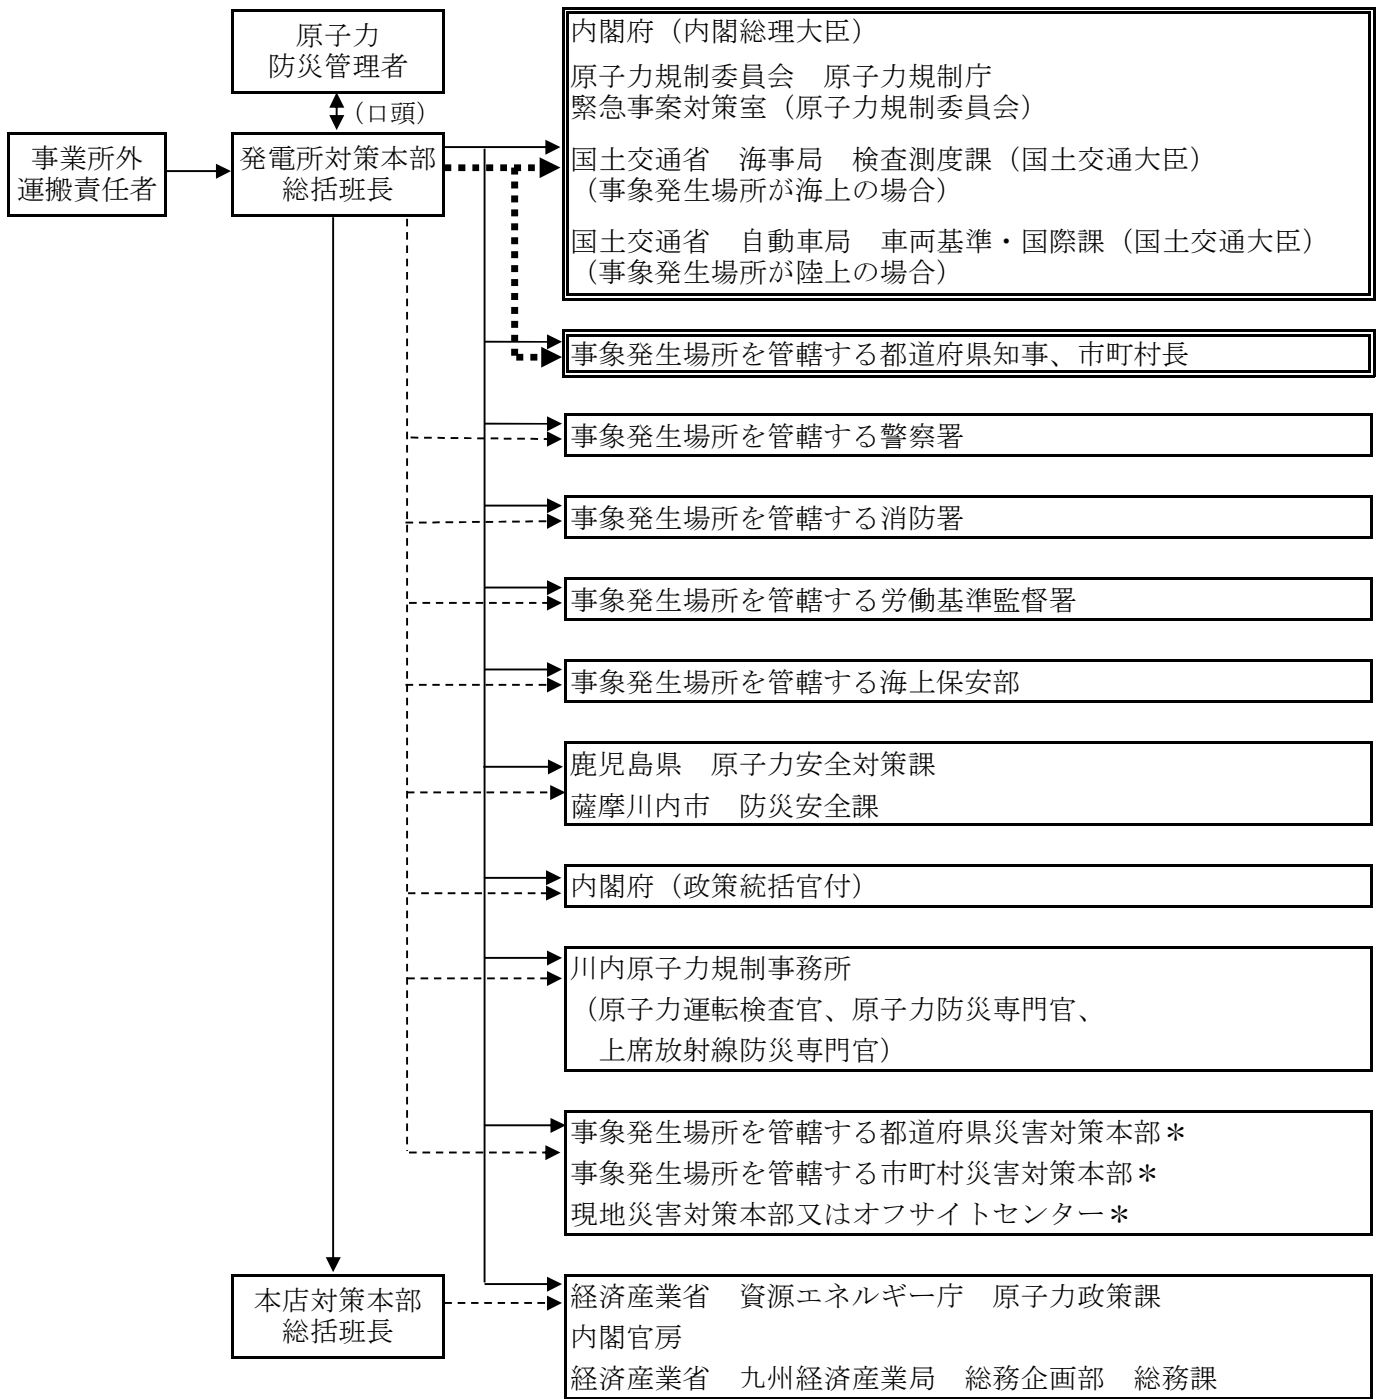 原子力
防災管理者
（口頭）
事業所外
運搬責任者
発電所対策本部
総括班長
内閣府（内閣総理大臣）
原子力規制委員会　原子力規制庁
緊急事案対策室（原子力規制委員会）
国土交通省　海事局　検査測度課（国土交通大臣）
（事象発生場所が海上の場合）
国土交通省　自動車局　車両基準・国際課（国土交通大臣）
（事象発生場所が陸上の場合）
事象発生場所を管轄する都道府県知事、市町村長
事象発生場所を管轄する警察署
事象発生場所を管轄する消防署
事象発生場所を管轄する労働基準監督署
事象発生場所を管轄する海上保安部
鹿児島県　原子力安全対策課
薩摩川内市　防災安全課
内閣府（政策統括官付）
川内原子力規制事務所
（原子力運転検査官、原子力防災専門官、
上席放射線防災専門官）
事象発生場所を管轄する都道府県災害対策本部＊
事象発生場所を管轄する市町村災害対策本部＊
現地災害対策本部又はオフサイトセンター＊
本店対策本部
総括班長
経済産業省　資源エネルギー庁　原子力政策課
内閣官房
経済産業省　九州経済産業局　総務企画部　総務課